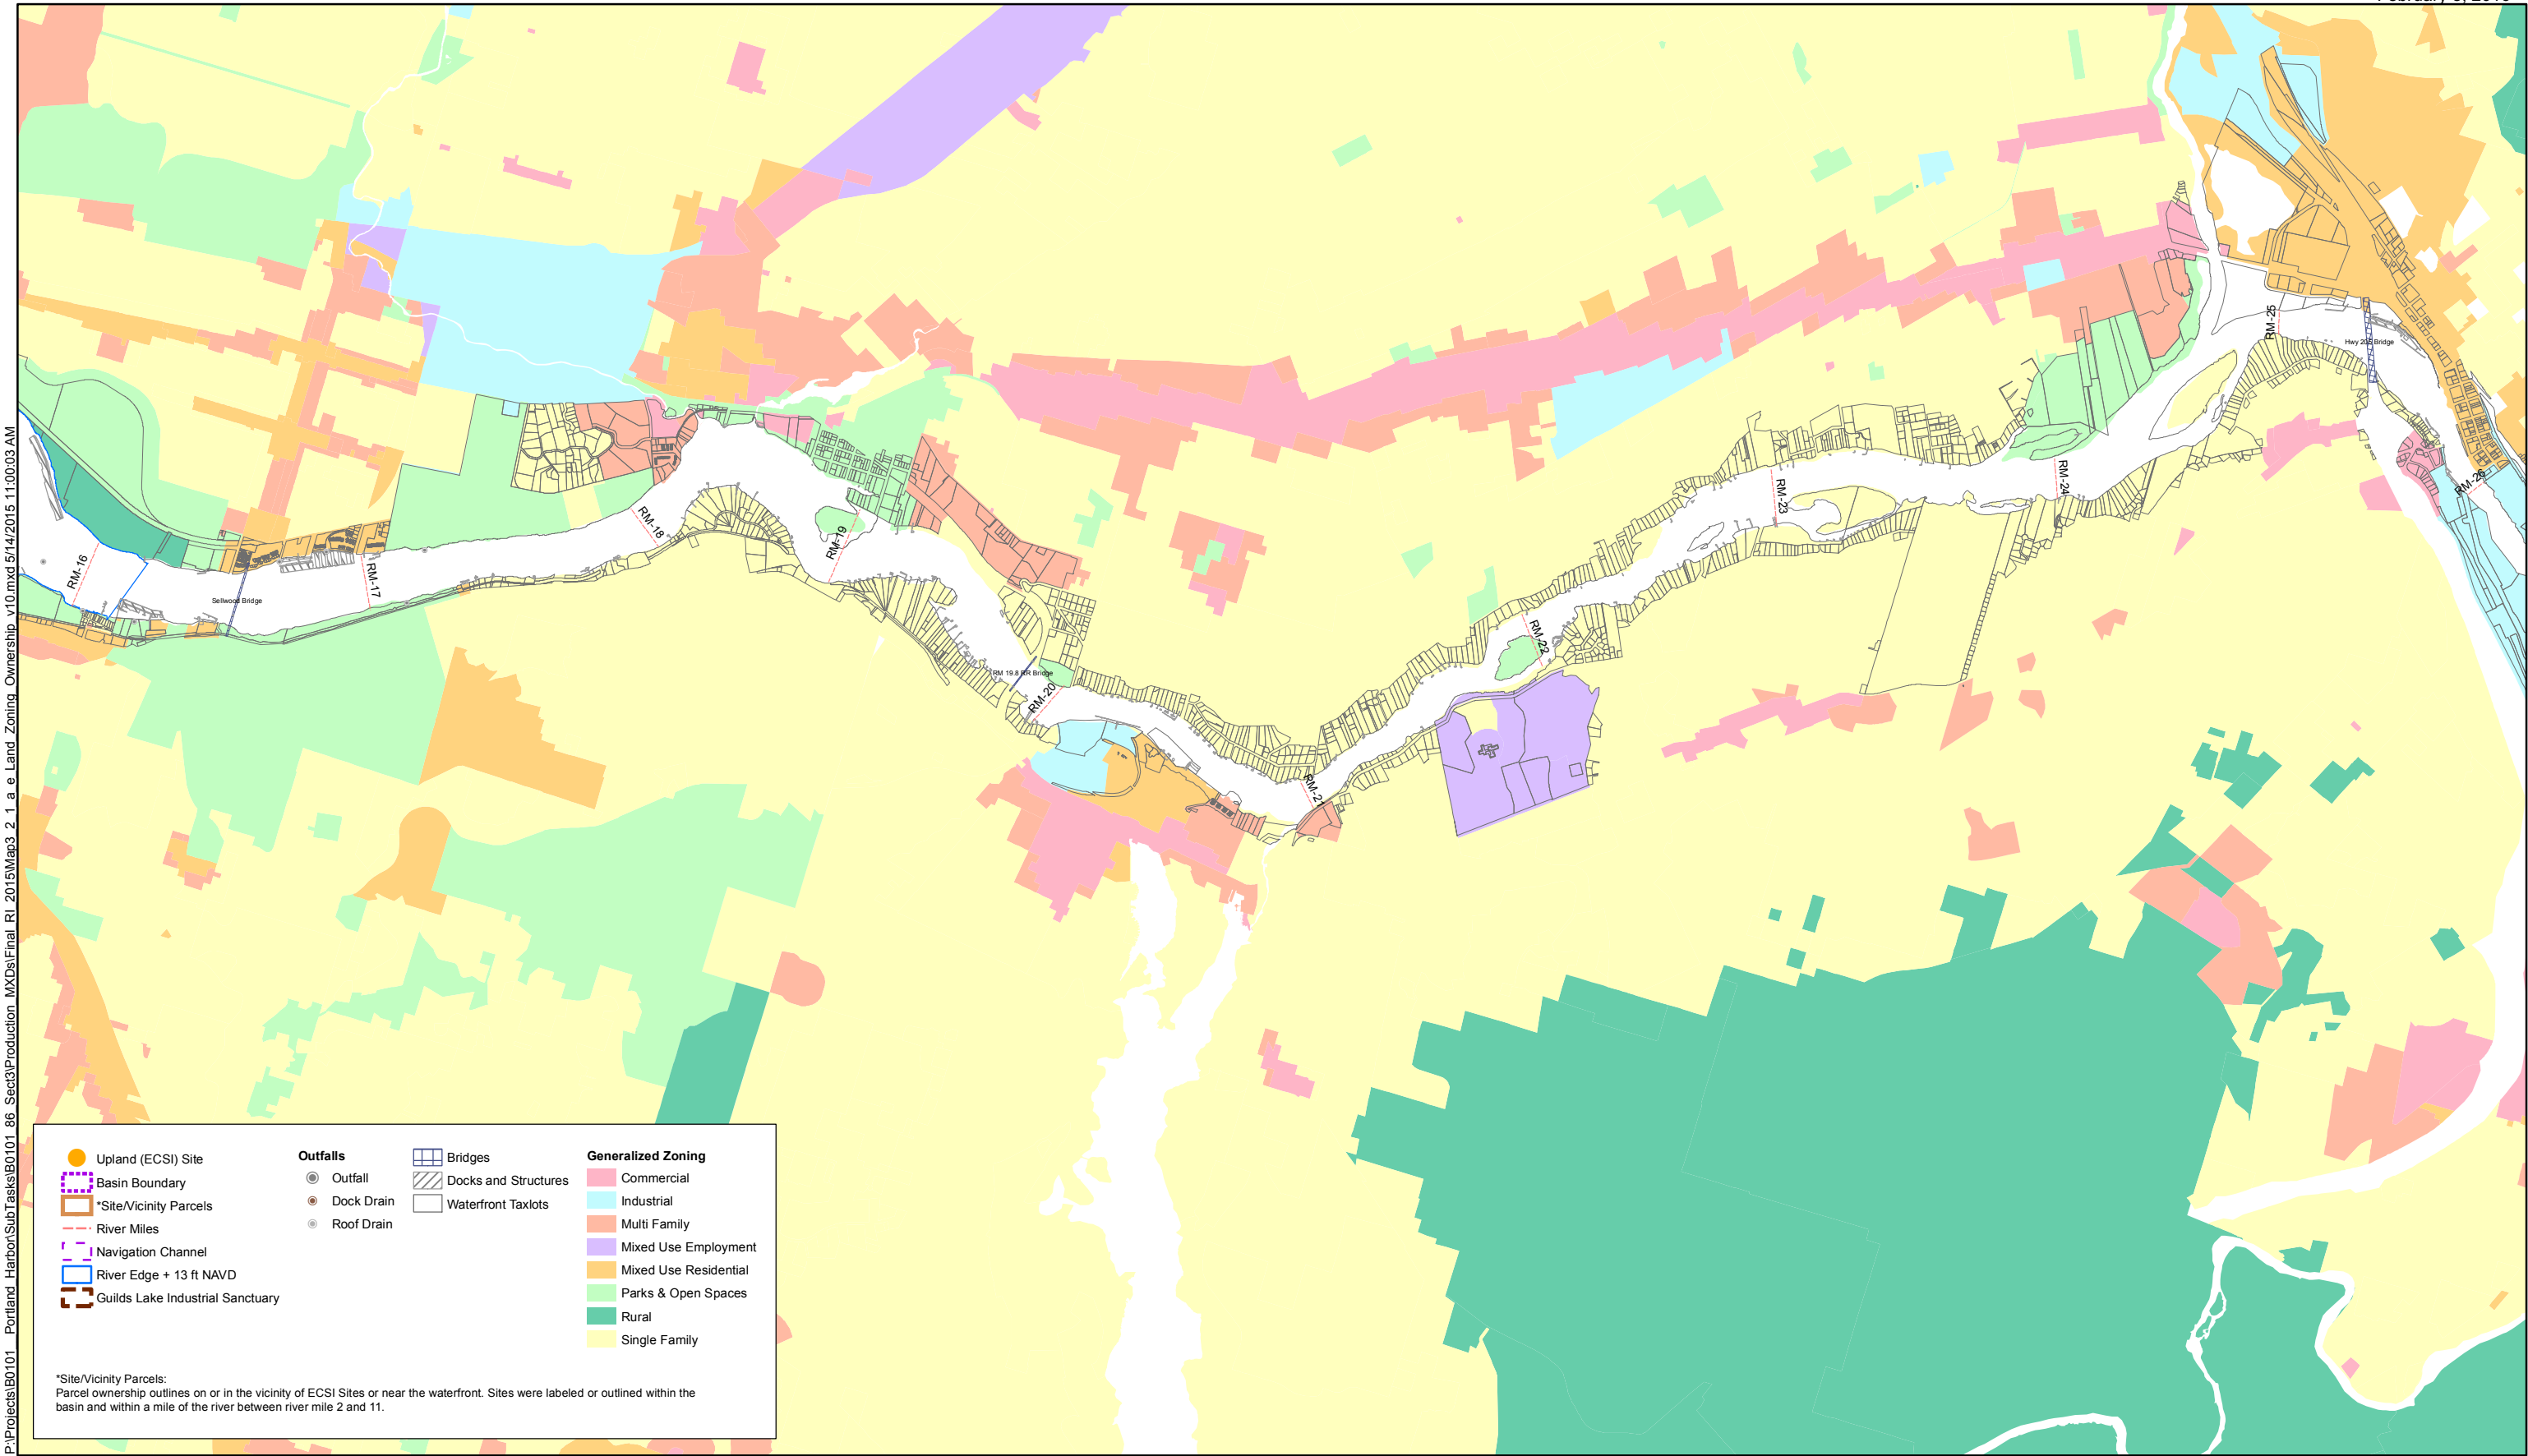 P:\Projects\B0101 Portland Harbor\SubTasks\B0101 86 Sect3\Production MXDs\Final RI 2015\Map3 2 1 a e Land Zoning Ownership v10.mxd 5/14/2015 11:00:03 AM
RM-16
Sellwood Bridge
RM-17
RM-18
RM-19
RM 19.8 RR Bridge
RM-20
RM-21
RM-22
RM-23
RM-24
RM-25
Hwy 205 Bridge
RM-26
Upland (ECSI) Site
Basin Boundary
*Site/Vicinity Parcels
River Miles
Navigation Channel
River Edge + 13 ft NAVD
Guilds Lake Industrial Sanctuary
Outfalls
Outfall
Dock Drain
Roof Drain
Bridges
Docks and Structures
Waterfront Taxlots
Generalized Zoning
Commercial
Industrial
Multi Family
Mixed Use Employment
Mixed Use Residential
Parks & Open Spaces
Rural
Single Family
*Site/Vicinity Parcels:
Parcel ownership outlines on or in the vicinity of ECSI Sites or near the waterfront. Sites were labeled or outlined within the
basin and within a mile of the river between river mile 2 and 11.